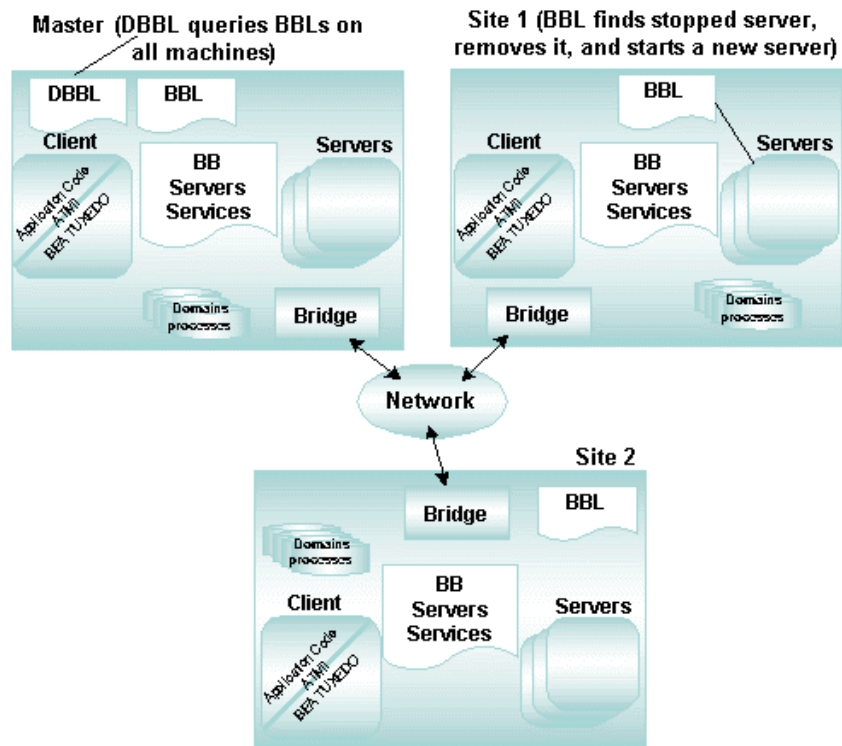 Master (DBBL queries BBLs on
all machines)
DBBL
BBL
Client
Servers
BB
Servers
Services
Application Code
ATMI
BEA TUXEDO
Domains
processes
Bridge
Site 1 (BBL finds stopped server,
removes it, and starts a new server)
BBL
Client
Servers
BB
Servers
Services
Application Code
ATMI
BEA TUXEDO
Bridge
Domains
processes
Network
Site 2
Bridge
BBL
Domains
processes
BB
Servers
Services
Client
Servers
Application Code
ATMI
BEA TUXEDO